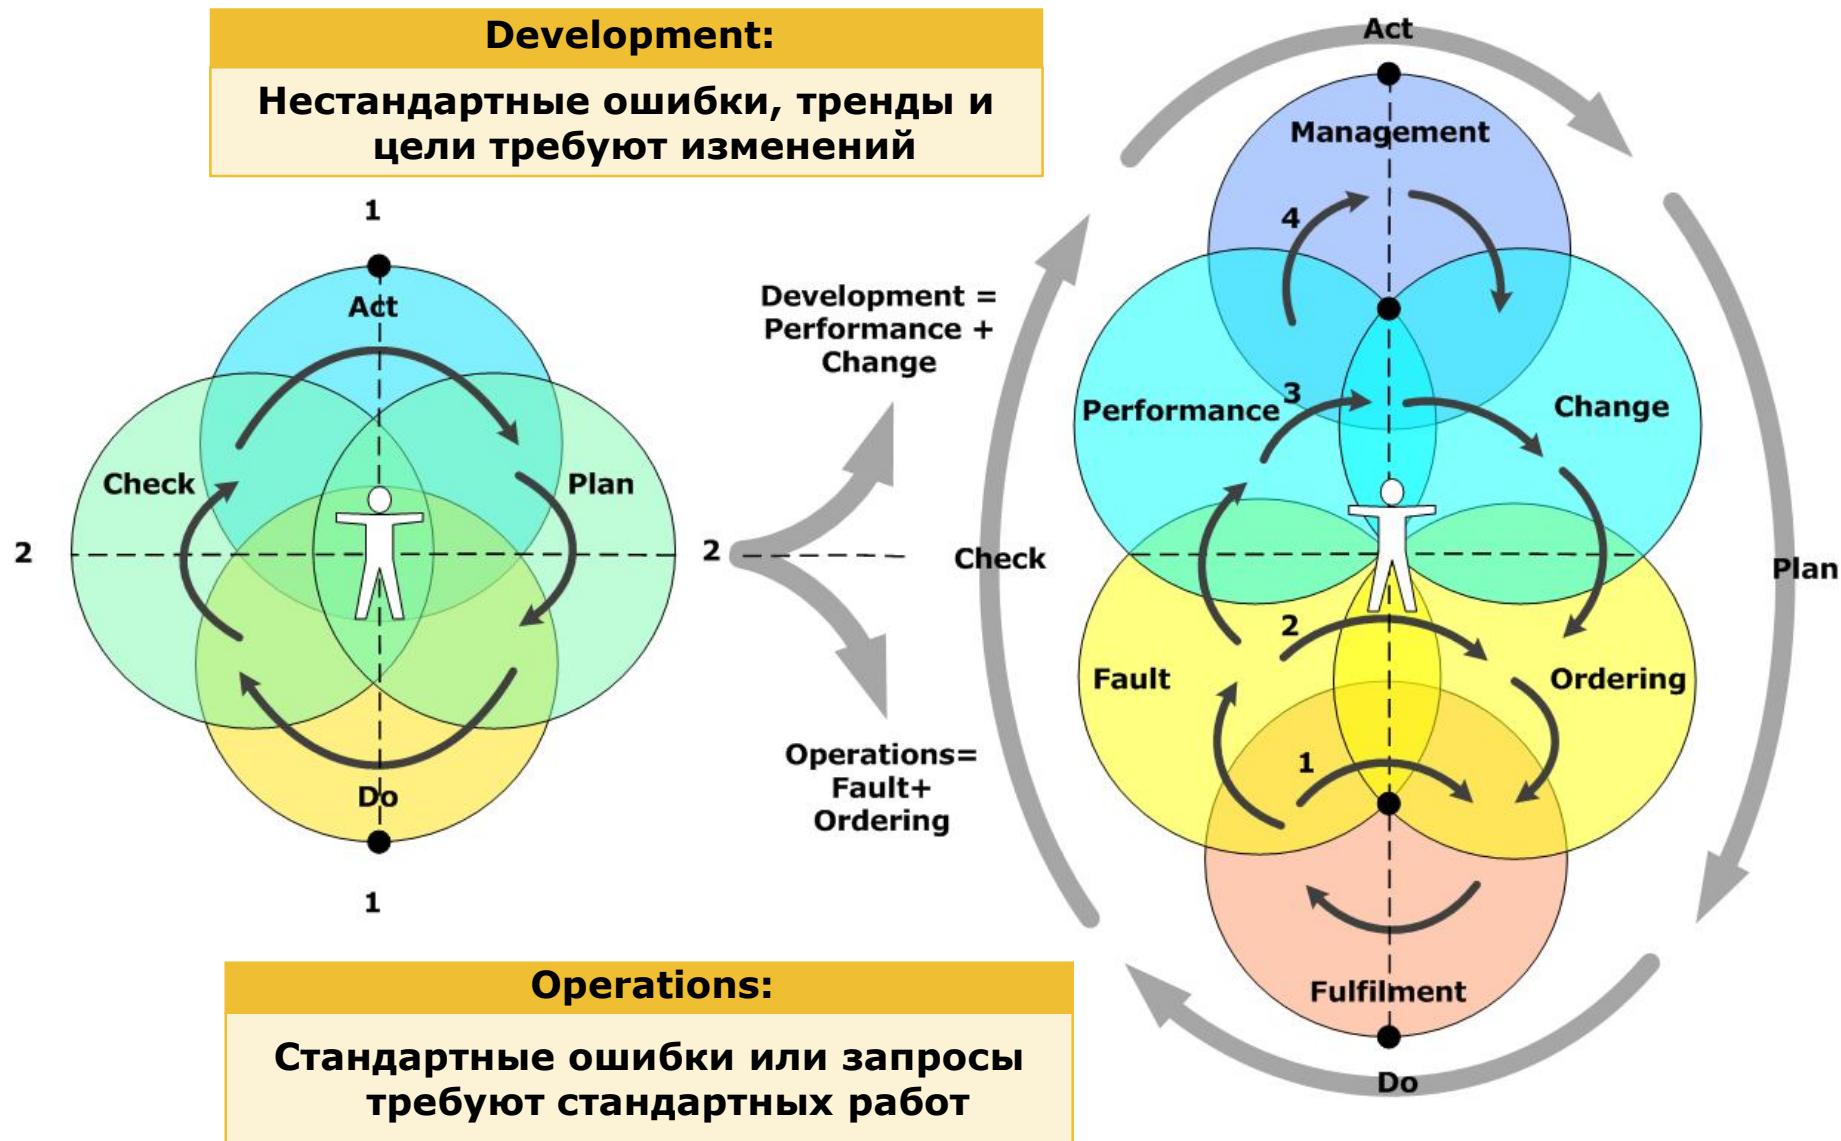 Development:
Нестандартные ошибки, тренды и
цели требуют изменений
1
Act
Check
Plan
2
2
Do
1
Development =
Performance +
Change
Operations=
Fault+
Ordering
Act
Management
4
Performance
3
Change
Check
Plan
2
Fault
Ordering
1
Fulfilment
Do
Operations:
Стандартные ошибки или запросы
требуют стандартных работ